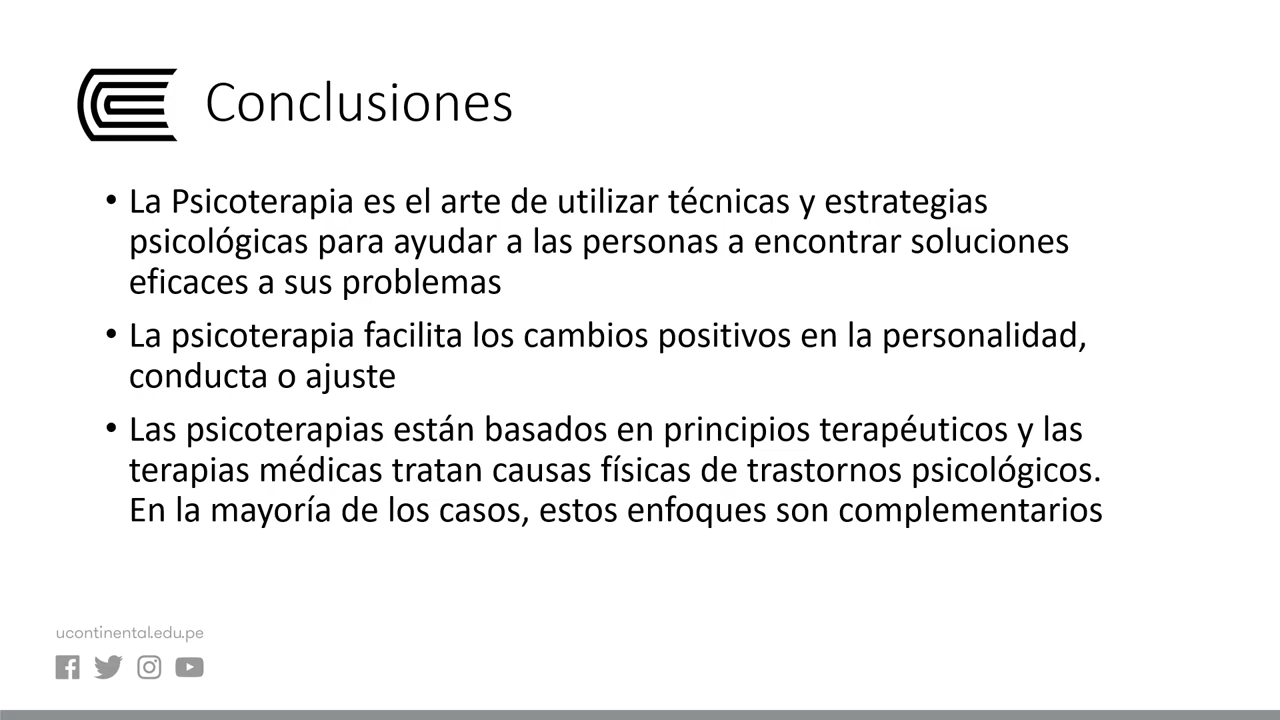 Conclusiones
• La Psicoterapia es el arte de utilizar técnicas y estrategias
psicológicas para ayudar a las personas a encontrar soluciones
eficaces a sus problemas
• La psicoterapia facilita los cambios positivos en la personalidad,
conducta o ajuste
• Las psicoterapias están basados en principios terapéuticos y las
terapias médicas tratan causas físicas de trastornos psicológicos.
En la mayoría de los casos, estos enfoques son complementarios
ucontinental.edu.pe